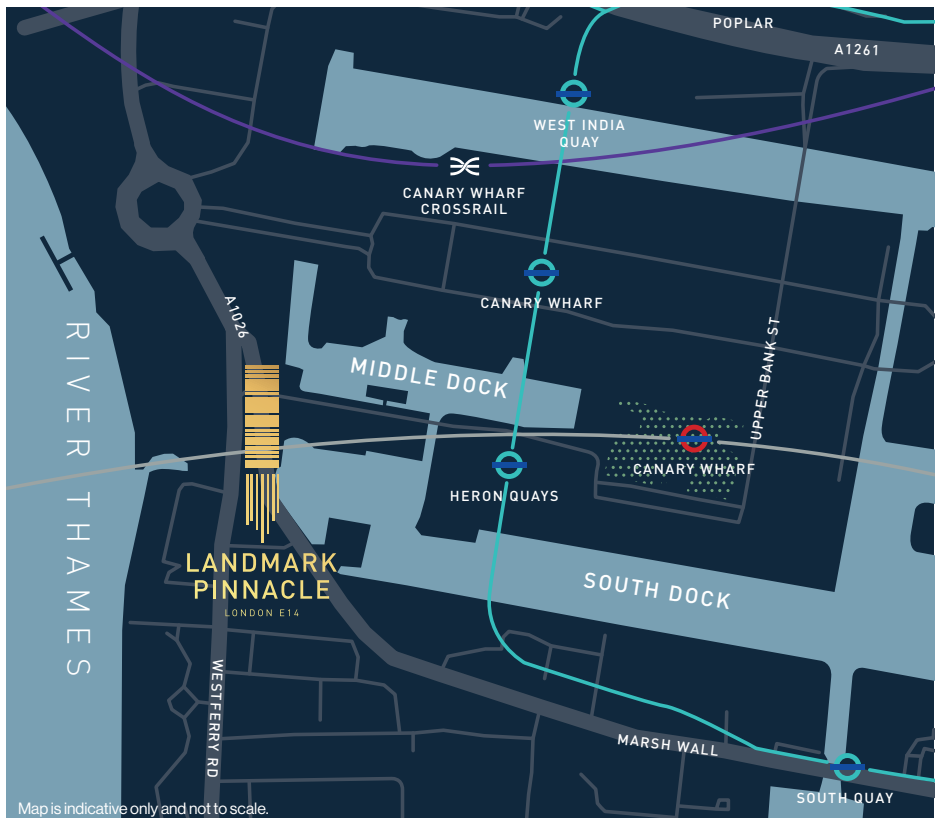 POPLAR
A1261
WEST INDIA
QUAY
CANARY WHARF
CROSSRAIL
CANARY WHARF
A1026
RIVER THAMES
MIDDLE DOCK
UPPER BANK ST
CANARY WHARF
HERON QUAYS
LANDMARK
PINNACLE
LONDON E14
SOUTH DOCK
WESTFERRY RD
MARSH WALL
SOUTH QUAY
Map is indicative only and not to scale.